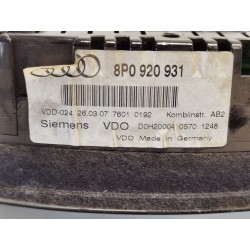 8P0 920 931
VDD-024 26.03.07 7601 0192 Kombiinstr. AB2
Siemens VDO D0H20004 0570 1248
VDO Made in Germany